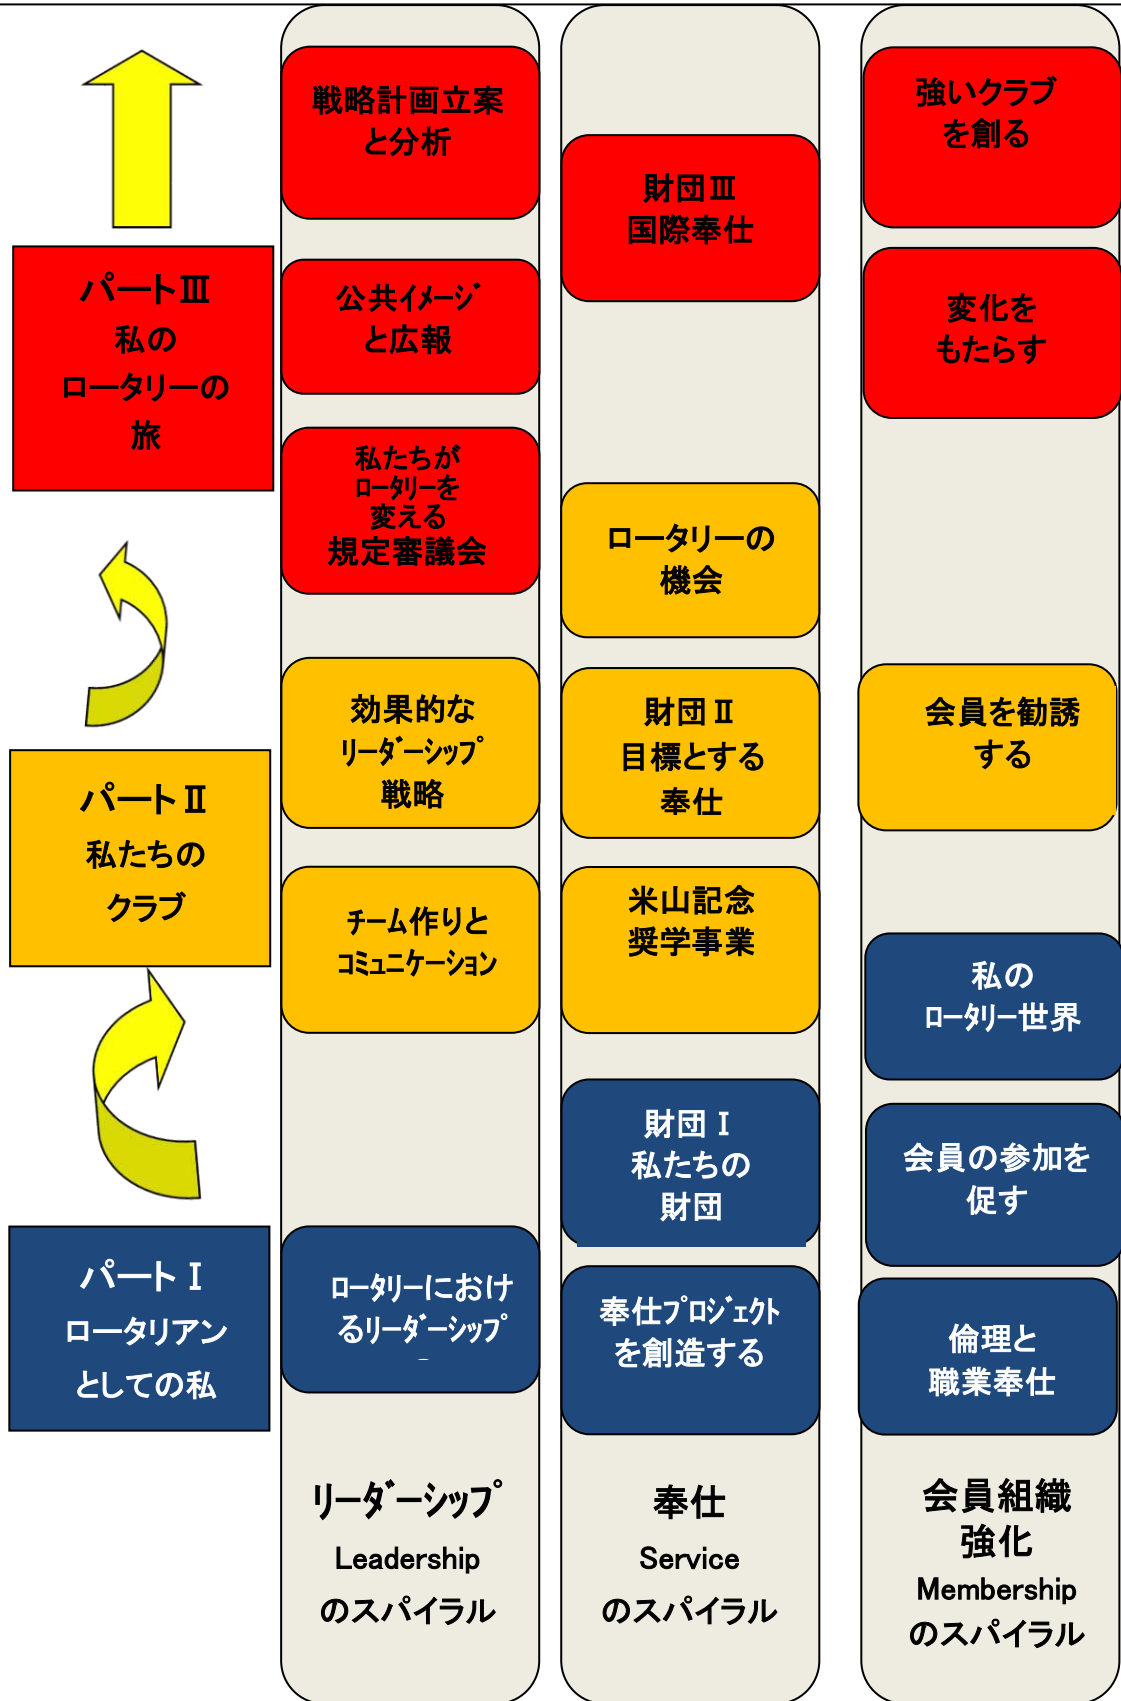 パートⅢ
私の
ロータリーの
旅
パートⅡ
私たちの
クラブ
パートⅠ
ロータリアン
としての私
戦略計画立案
と分析
公共ｲﾒｰｼﾞ
と広報
私たちが
ﾛｰﾀﾘｰを
変える
規定審議会
効果的な
ﾘｰﾀﾞｰｼｯﾌﾟ
戦略
ﾁｰﾑ作りと
ｺﾐｭﾆｹｰｼｮﾝ
ﾛｰﾀﾘｰにおけ
るﾘｰﾀﾞｰｼｯﾌﾟ
ﾘｰﾀﾞｰｼｯﾌﾟ
Leadership
のスパイラル
財団Ⅲ
国際奉仕
ロータリーの
機会
財団Ⅱ
目標とする
奉仕
米山記念
奨学事業
財団Ⅰ
私たちの
財団
奉仕ﾌﾟﾛｼﾞｪｸﾄ
を創造する
奉仕
Service
のスパイラル
強いクラブ
を創る
変化を
もたらす
会員を勧誘
する
私の
ﾛｰﾀﾘｰ世界
会員の参加を
促す
倫理と
職業奉仕
会員組織
強化
Membership
のスパイラル